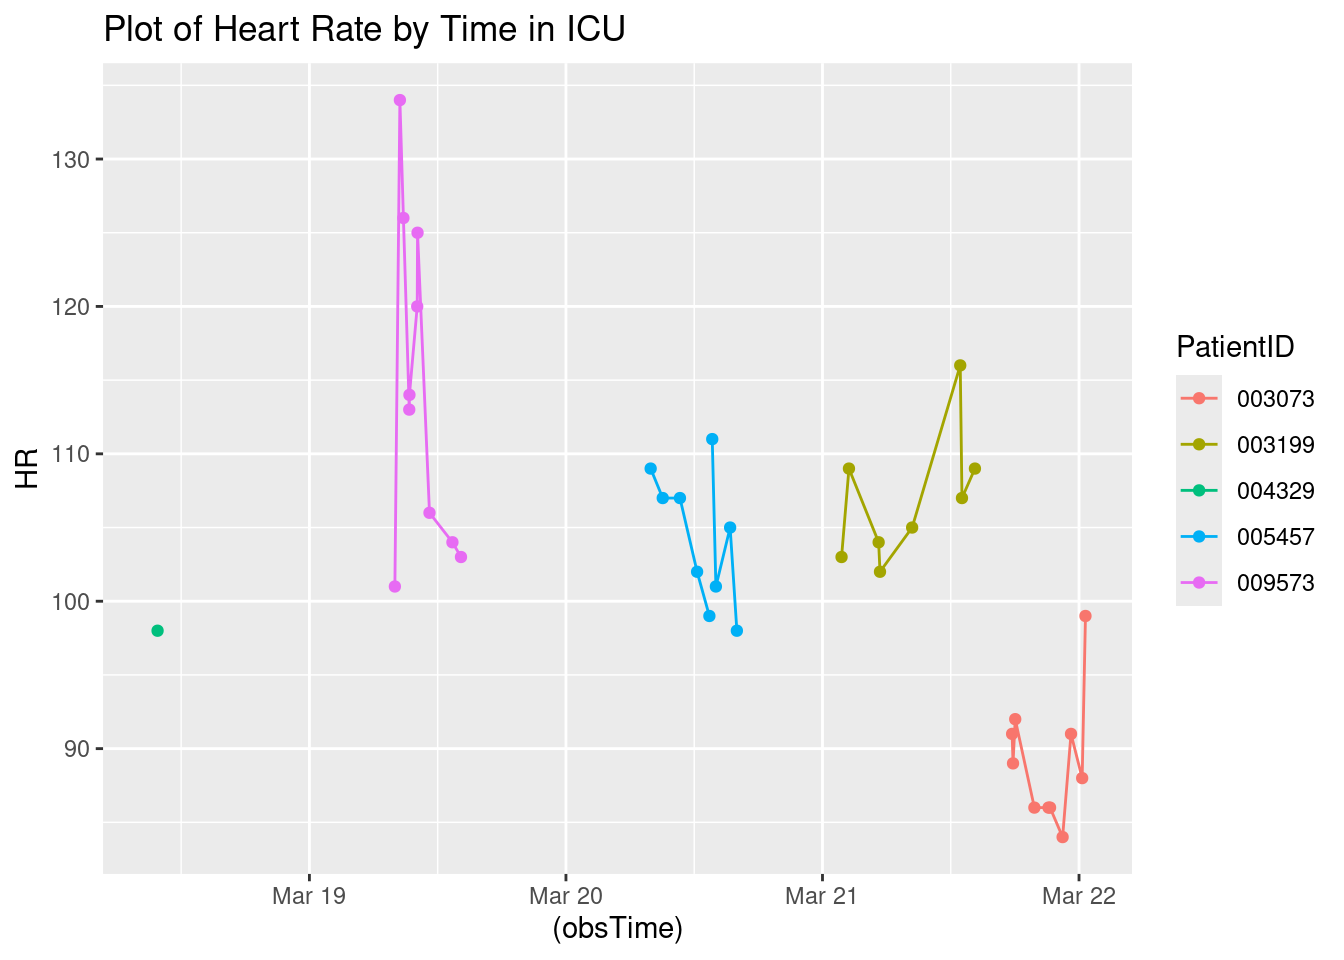 Plot of Heart Rate by Time in ICU
130
120
110
100
90
HR
Mar 19
Mar 20
Mar 21
Mar 22
(obsTime)
PatientID
003073
003199
004329
005457
009573